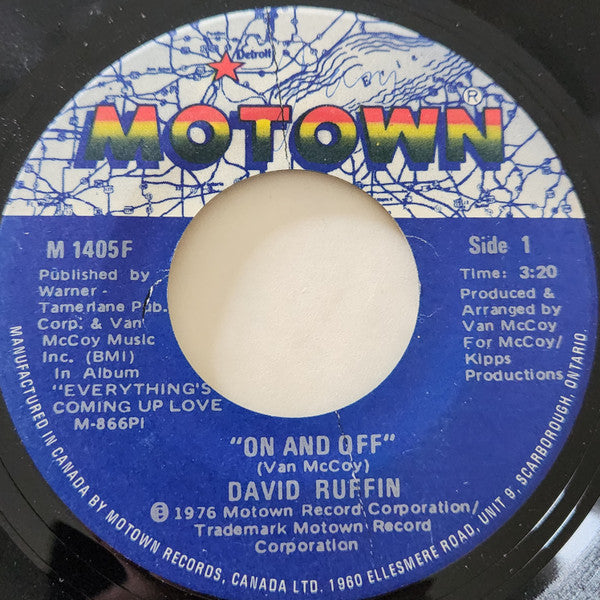 Detroit
MOTOWN®
M 1405F
Side 1
Published by
Warner -
Tamerlane Pub.
Corp. & Van
McCoy Music
Inc. (BMI)
In Album
"EVERYTHING'S
COMING UP LOVE
M-866PI
Time: 3:20
Produced &
Arranged by
Van McCoy
For McCoy/
Kipps
Productions
"ON AND OFF"
(Van McCoy)
DAVID RUFFIN
℗ 1976 Motown Record Corporation/
Trademark Motown Record
Corporation
MANUFACTURED IN CANADA BY MOTOWN RECORDS, CANADA LTD. 1960 ELLESMERE ROAD, UNIT 9, SCARBOROUGH, ONTARIO.